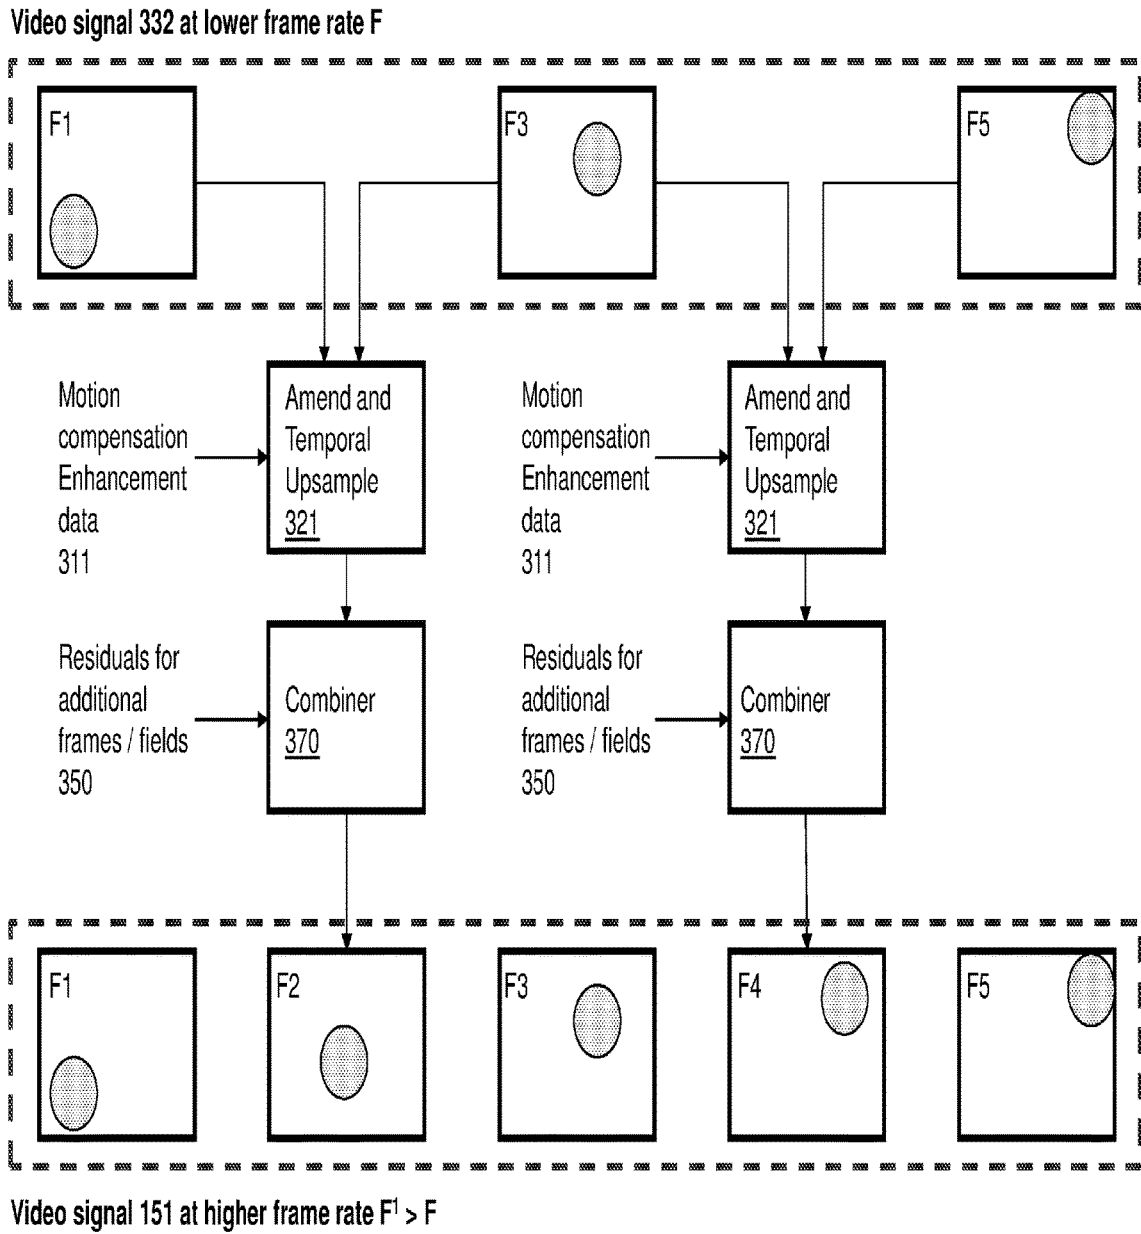 Video signal 332 at lower frame rate F
F1
F3
F5
Motion
compensation
Enhancement
data
311
Amend and
Temporal
Upsample
321
Motion
compensation
Enhancement
data
311
Amend and
Temporal
Upsample
321
Residuals for
additional
frames / fields
350
Combiner
370
Residuals for
additional
frames / fields
350
Combiner
370
F1
F2
F3
F4
F5
Video signal 151 at higher frame rate F¹ > F